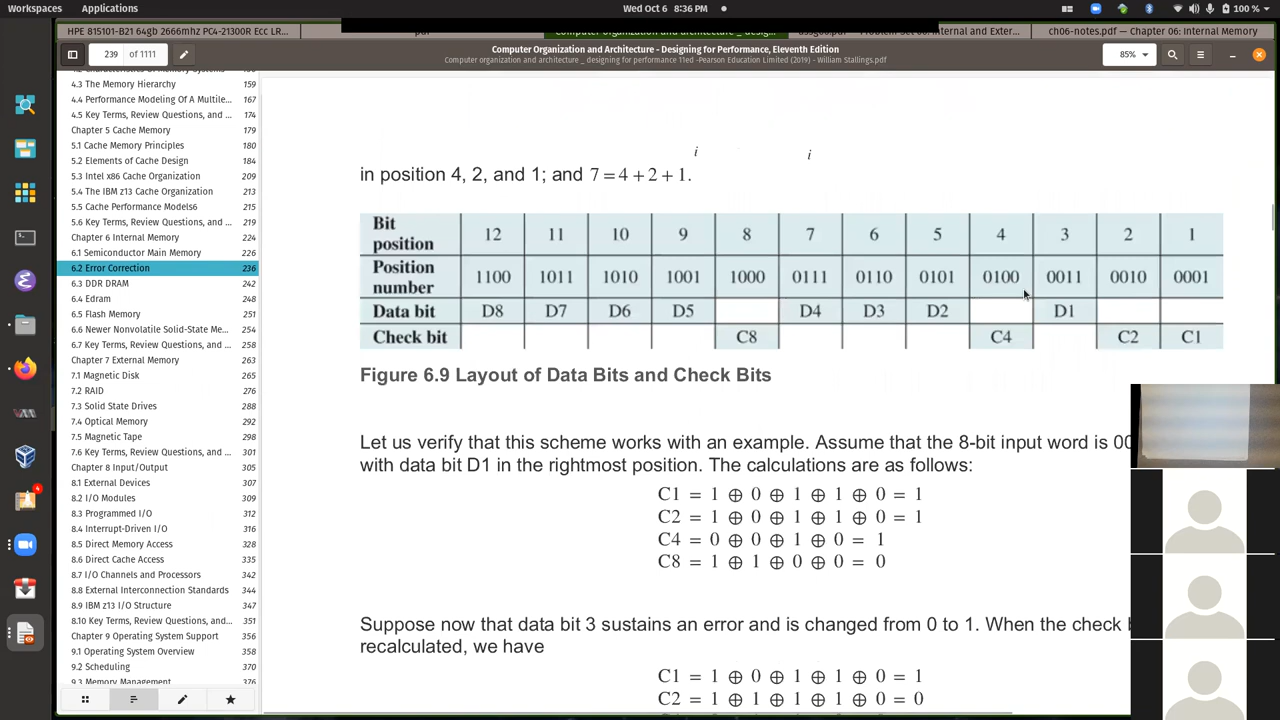 Workspaces Applications Wed Oct 6 8:36 PM 100 %
HPE 815101-B21 64gb 2666mhz PC4-21300R Ecc LR... Computer organization and architecture _ desig... Internal and Exter... ch06-notes.pdf — Chapter 06: Internal Memory
239 of 1111 Computer Organization and Architecture - Designing for Performance, Eleventh Edition 85%
Computer organization and architecture _ designing for performance 11ed -Pearson Education Limited (2019) - William Stallings.pdf
4.3 The Memory Hierarchy 159
4.4 Performance Modeling Of A Multile... 167
4.5 Key Terms, Review Questions, and ... 174
Chapter 5 Cache Memory 179
5.1 Cache Memory Principles 180
5.2 Elements of Cache Design 184
5.3 Intel x86 Cache Organization 209
5.4 The IBM z13 Cache Organization 213
5.5 Cache Performance Models6 215
5.6 Key Terms, Review Questions, and ... 219
Chapter 6 Internal Memory 224
6.1 Semiconductor Main Memory 226
6.2 Error Correction 236
6.3 DDR DRAM 242
6.4 Edram 248
6.5 Flash Memory 251
6.6 Newer Nonvolatile Solid-State Me... 254
6.7 Key Terms, Review Questions, and ... 258
Chapter 7 External Memory 263
7.1 Magnetic Disk 265
7.2 RAID 276
7.3 Solid State Drives 288
7.4 Optical Memory 292
7.5 Magnetic Tape 298
7.6 Key Terms, Review Questions, and ... 301
Chapter 8 Input/Output 305
8.1 External Devices 307
8.2 I/O Modules 309
8.3 Programmed I/O 312
8.4 Interrupt-Driven I/O 316
8.5 Direct Memory Access 328
8.6 Direct Cache Access 335
8.7 I/O Channels and Processors 342
8.8 External Interconnection Standards 344
8.9 IBM z13 I/O Structure 347
8.10 Key Terms, Review Questions, and... 351
Chapter 9 Operating System Support 356
9.1 Operating System Overview 358
9.2 Scheduling 370
9.3 Memory Management 376
4
i i
in position 4, 2, and 1; and 7 = 4 + 2 + 1.
Bit position 12 11 10 9 8 7 6 5 4 3 2 1
Position number 1100 1011 1010 1001 1000 0111 0110 0101 0100 0011 0010 0001
Data bit D8 D7 D6 D5 D4 D3 D2 D1
Check bit C8 C4 C2 C1
Figure 6.9 Layout of Data Bits and Check Bits
Let us verify that this scheme works with an example. Assume that the 8-bit input word is 00
with data bit D1 in the rightmost position. The calculations are as follows:
C1 = 1 ⊕ 0 ⊕ 1 ⊕ 1 ⊕ 0 = 1
C2 = 1 ⊕ 0 ⊕ 1 ⊕ 1 ⊕ 0 = 1
C4 = 0 ⊕ 0 ⊕ 1 ⊕ 0 = 1
C8 = 1 ⊕ 1 ⊕ 0 ⊕ 0 = 0
Suppose now that data bit 3 sustains an error and is changed from 0 to 1. When the check
recalculated, we have
C1 = 1 ⊕ 0 ⊕ 1 ⊕ 1 ⊕ 0 = 1
C2 = 1 ⊕ 1 ⊕ 1 ⊕ 1 ⊕ 0 = 0